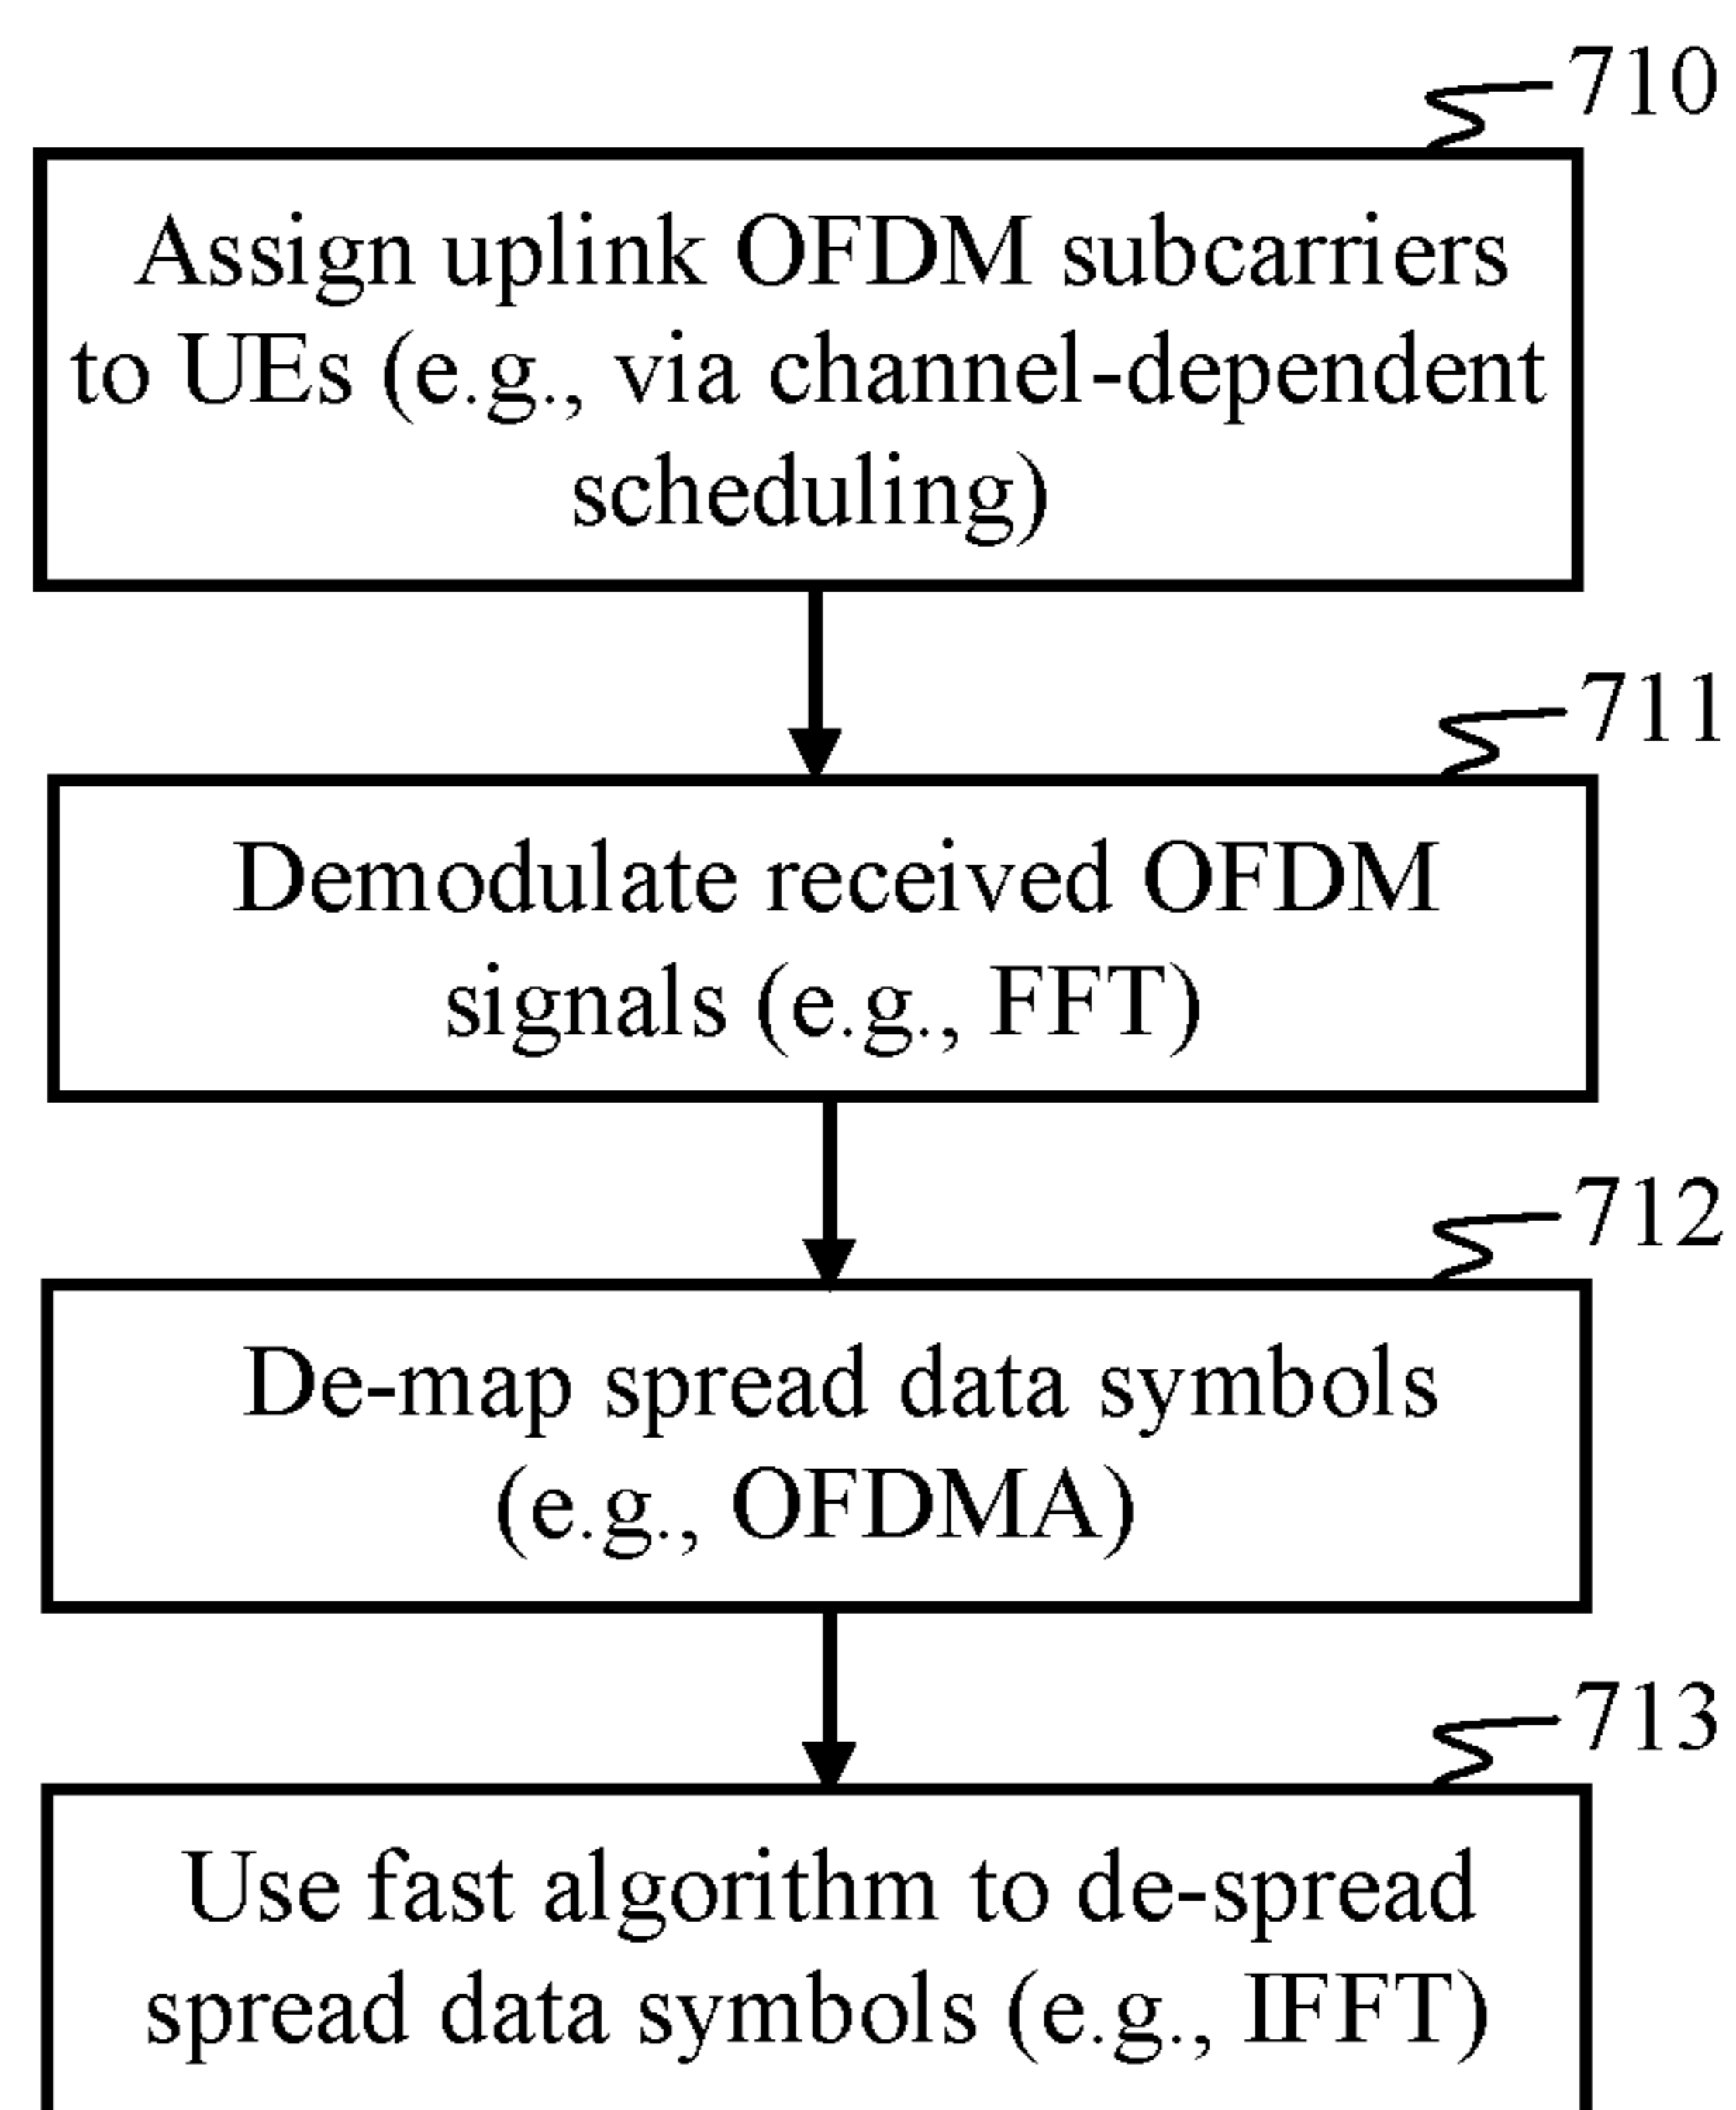 710
Assign uplink OFDM subcarriers
to UEs (e.g., via channel-dependent
scheduling)
711
Demodulate received OFDM
signals (e.g., FFT)
712
De-map spread data symbols
(e.g., OFDMA)
713
Use fast algorithm to de-spread
spread data symbols (e.g., IFFT)